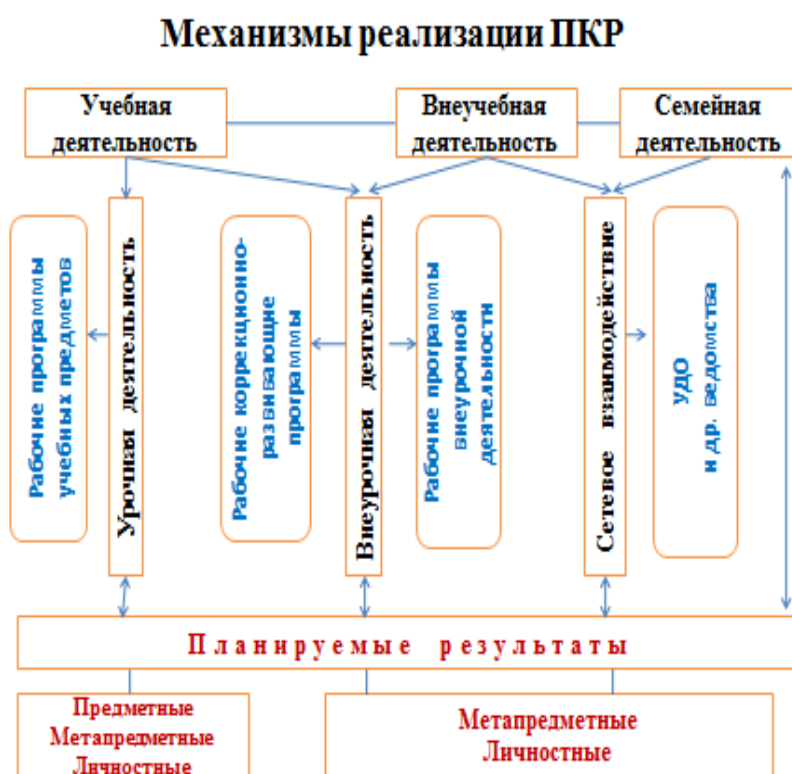 Механизмы реализации ПКР
Учебная
деятельность
Внеучебная
деятельность
Семейная
деятельность
Рабочие программы
учебных предметов
Урочная деятельность
Рабочие коррекционно-
развивающие
программы
Внеурочная деятельность
Рабочие программы
внеурочной
деятельности
Сетевое взаимодействие
УДО
и др. ведомства
Планируемые результаты
Предметные
Метапредметные
Личностные
Метапредметные
Личностные